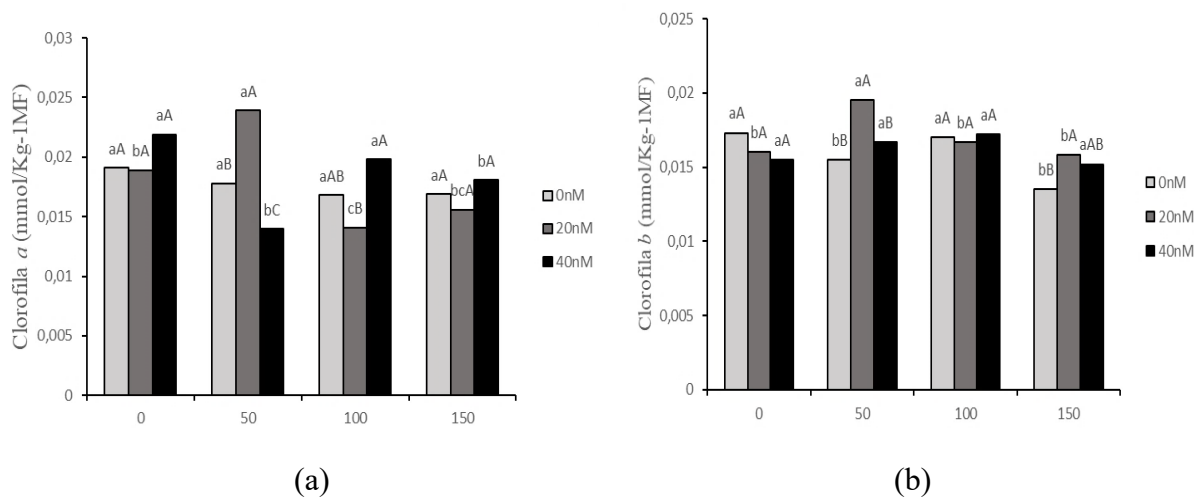 0,03
0,025
0,02
0,015
0,01
0,005
0
Clorofila a (mmol/Kg-1MF)
aA bA aA
aB aA bC
aAB cB aA
aA bcA bA
0 50 100 150
0nM
20nM
40nM
(a)
0,025
0,02
0,015
0,01
0,005
0
Clorofila b (mmol/Kg-1MF)
aA bA aA
bB aA aB
aA bA aA
bB bA aAB
0 50 100 150
0nM
20nM
40nM
(b)